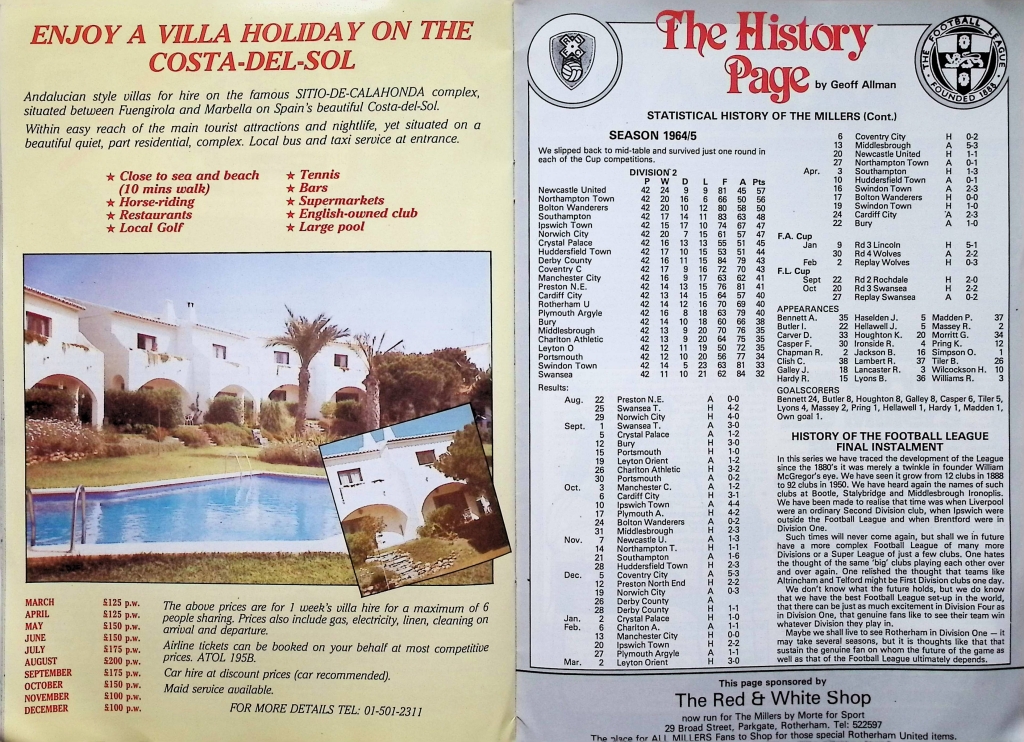 ENJOY A VILLA HOLIDAY ON THE
COSTA-DEL-SOL
Andalucian style villas for hire on the famous SITIO-DE-CALAHONDA complex,
situated between Fuengirola and Marbella on Spain's beautiful Costa-del-Sol.
Within easy reach of the main tourist attractions and nightlife, yet situated on a
beautiful quiet, part residential, complex. Local bus and taxi service at entrance.
★ Close to sea and beach
(10 mins walk)
★ Horse-riding
★ Restaurants
★ Local Golf
★ Tennis
★ Bars
★ Supermarkets
★ English-owned club
★ Large pool
MARCH £125 p.w.
APRIL £125 p.w.
MAY £150 p.w.
JUNE £150 p.w.
JULY £175 p.w.
AUGUST £200 p.w.
SEPTEMBER £175 p.w.
OCTOBER £150 p.w.
NOVEMBER £100 p.w.
DECEMBER £100 p.w.
The above prices are for 1 week's villa hire for a maximum of 6
people sharing. Prices also include gas, electricity, linen, cleaning on
arrival and departure.
Airline tickets can be booked on your behalf at most competitive
prices. ATOL 195B.
Car hire at discount prices (car recommended).
Maid service available.
FOR MORE DETAILS TEL: 01-501-2311
The History
Page by Geoff Allman
THE FOOTBALL LEAGUE
FOUNDED 1888
STATISTICAL HISTORY OF THE MILLERS (Cont.)
SEASON 1964/5
We slipped back to mid-table and survived just one round in
each of the Cup competitions.
DIVISION 2
P W D L F A Pts
Newcastle United 42 24 9 9 81 45 57
Northampton Town 42 20 16 6 66 50 56
Bolton Wanderers 42 20 10 12 80 58 50
Southampton 42 17 14 11 83 63 48
Ipswich Town 42 15 17 10 74 67 47
Norwich City 42 20 7 15 61 57 47
Crystal Palace 42 16 13 13 55 51 45
Huddersfield Town 42 17 10 15 53 51 44
Derby County 42 16 11 15 84 79 43
Coventry C 42 17 9 16 72 70 43
Manchester City 42 16 9 17 63 62 41
Preston N.E. 42 14 13 15 76 81 41
Cardiff City 42 13 14 15 64 57 40
Rotherham U 42 14 12 16 70 69 40
Plymouth Argyle 42 16 8 18 63 79 40
Bury 42 14 10 18 60 66 38
Middlesbrough 42 13 9 20 70 76 35
Charlton Athletic 42 13 9 20 64 75 35
Leyton O 42 12 11 19 50 72 35
Portsmouth 42 12 10 20 56 77 34
Swindon Town 42 14 5 23 63 81 33
Swansea 42 11 10 21 62 84 32
Results:
Aug. 22 Preston N.E. A 0-0
25 Swansea T. H 4-2
29 Norwich City H 4-0
Sept. 1 Swansea T. A 3-0
5 Crystal Palace A 1-2
12 Bury H 3-0
15 Portsmouth H 1-0
19 Leyton Orient A 1-2
26 Charlton Athletic H 3-2
30 Portsmouth A 0-2
Oct. 3 Manchester C. A 1-2
6 Cardiff City H 3-1
10 Ipswich Town A 4-4
17 Plymouth A. H 4-2
24 Bolton Wanderers A 0-2
31 Middlesbrough H 2-3
Nov. 7 Newcastle U. A 1-3
14 Northampton T. H 1-1
21 Southampton A 1-6
28 Huddersfield Town H 2-3
Dec. 5 Coventry City A 5-3
12 Preston North End H 2-2
19 Norwich City A 0-3
26 Derby County A
28 Derby County H 1-1
Jan. 2 Crystal Palace H 1-0
Feb. 6 Charlton A. A 1-1
13 Manchester City H 0-0
20 Ipswich Town H 2-2
27 Plymouth Argyle A 1-1
Mar. 2 Leyton Orient H 3-0
6 Coventry City H 0-2
13 Middlesbrough A 5-3
20 Newcastle United H 1-1
27 Northampton Town A 0-1
Apr. 3 Southampton H 1-3
10 Huddersfield Town A 0-1
16 Swindon Town A 2-3
17 Bolton Wanderers H 0-0
19 Swindon Town H 1-0
24 Cardiff City A 2-3
22 Bury A 1-0
F.A. Cup
Jan 9 Rd 3 Lincoln H 5-1
30 Rd 4 Wolves A 2-2
Feb 2 Replay Wolves H 0-3
F.L. Cup
Sept 22 Rd 2 Rochdale H 2-0
Oct 20 Rd 3 Swansea H 2-2
27 Replay Swansea A 0-2
APPEARANCES
Bennett A. 35 Haselden J. 5 Madden P. 37
Butler I. 22 Hellawell J. 5 Massey R. 2
Carver D. 33 Houghton K. 20 Morritt G. 34
Casper F. 30 Ironside R. 4 Pring K. 12
Chapman R. 2 Jackson B. 16 Simpson O. 1
Clish C. 38 Lambert R. 37 Tiler B. 26
Galley J. 18 Lancaster R. 3 Wilcockson H. 10
Hardy R. 15 Lyons B. 36 Williams R. 3
GOALSCORERS
Bennett 24, Butler 8, Houghton 8, Galley 8, Casper 6, Tiler 5,
Lyons 4, Massey 2, Pring 1, Hellawell 1, Hardy 1, Madden 1,
Own goal 1.
HISTORY OF THE FOOTBALL LEAGUE
FINAL INSTALMENT
In this series we have traced the development of the League
since the 1880's it was merely a twinkle in founder William
McGregor's eye. We have seen it grow from 12 clubs in 1888
to 92 clubs in 1950. We have heard again the names of such
clubs at Bootle, Stalybridge and Middlesbrough Ironoplis.
We have been made to realise that time was when Liverpool
were an ordinary Second Division club, when Ipswich were
outside the Football League and when Brentford were in
Division One.
Such times will never come again, but shall we in future
have a more complex Football League of many more
Divisions or a Super League of just a few clubs. One hates
the thought of the same 'big' clubs playing each other over
and over again. One relished the thought that teams like
Altrincham and Telford might be First Division clubs one day.
We don't know what the future holds, but we do know
that we have the best Football League set-up in the world,
that there can be just as much excitement in Division Four as
in Division One, that genuine fans like to see their team win
whatever Division they play in.
Maybe we shall live to see Rotherham in Division One — it
may take several seasons, but it is thoughts like that that
sustain the genuine fan on whom the future of the game as
well as that of the Football League ultimately depends.
This page sponsored by
The Red & White Shop
now run for The Millers by Morte for Sport
29 Broad Street, Parkgate, Rotherham. Tel: 522597
The place for ALL MILLERS Fans to Shop for those special Rotherham United items.